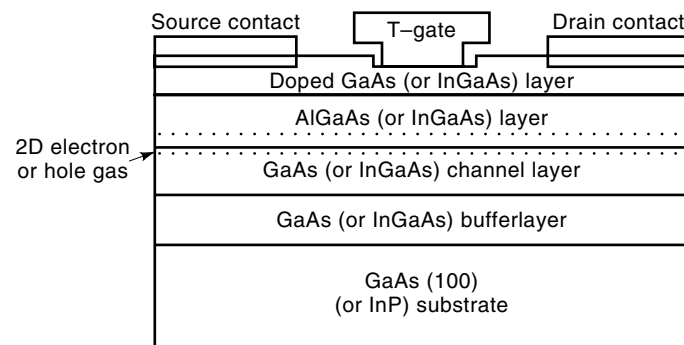 Source contact
T–gate
Drain contact
Doped GaAs (or InGaAs) layer
AlGaAs (or InGaAs) layer
2D electron
or hole gas
GaAs (or InGaAs) channel layer
GaAs (or InGaAs) bufferlayer
GaAs (100)
(or InP) substrate